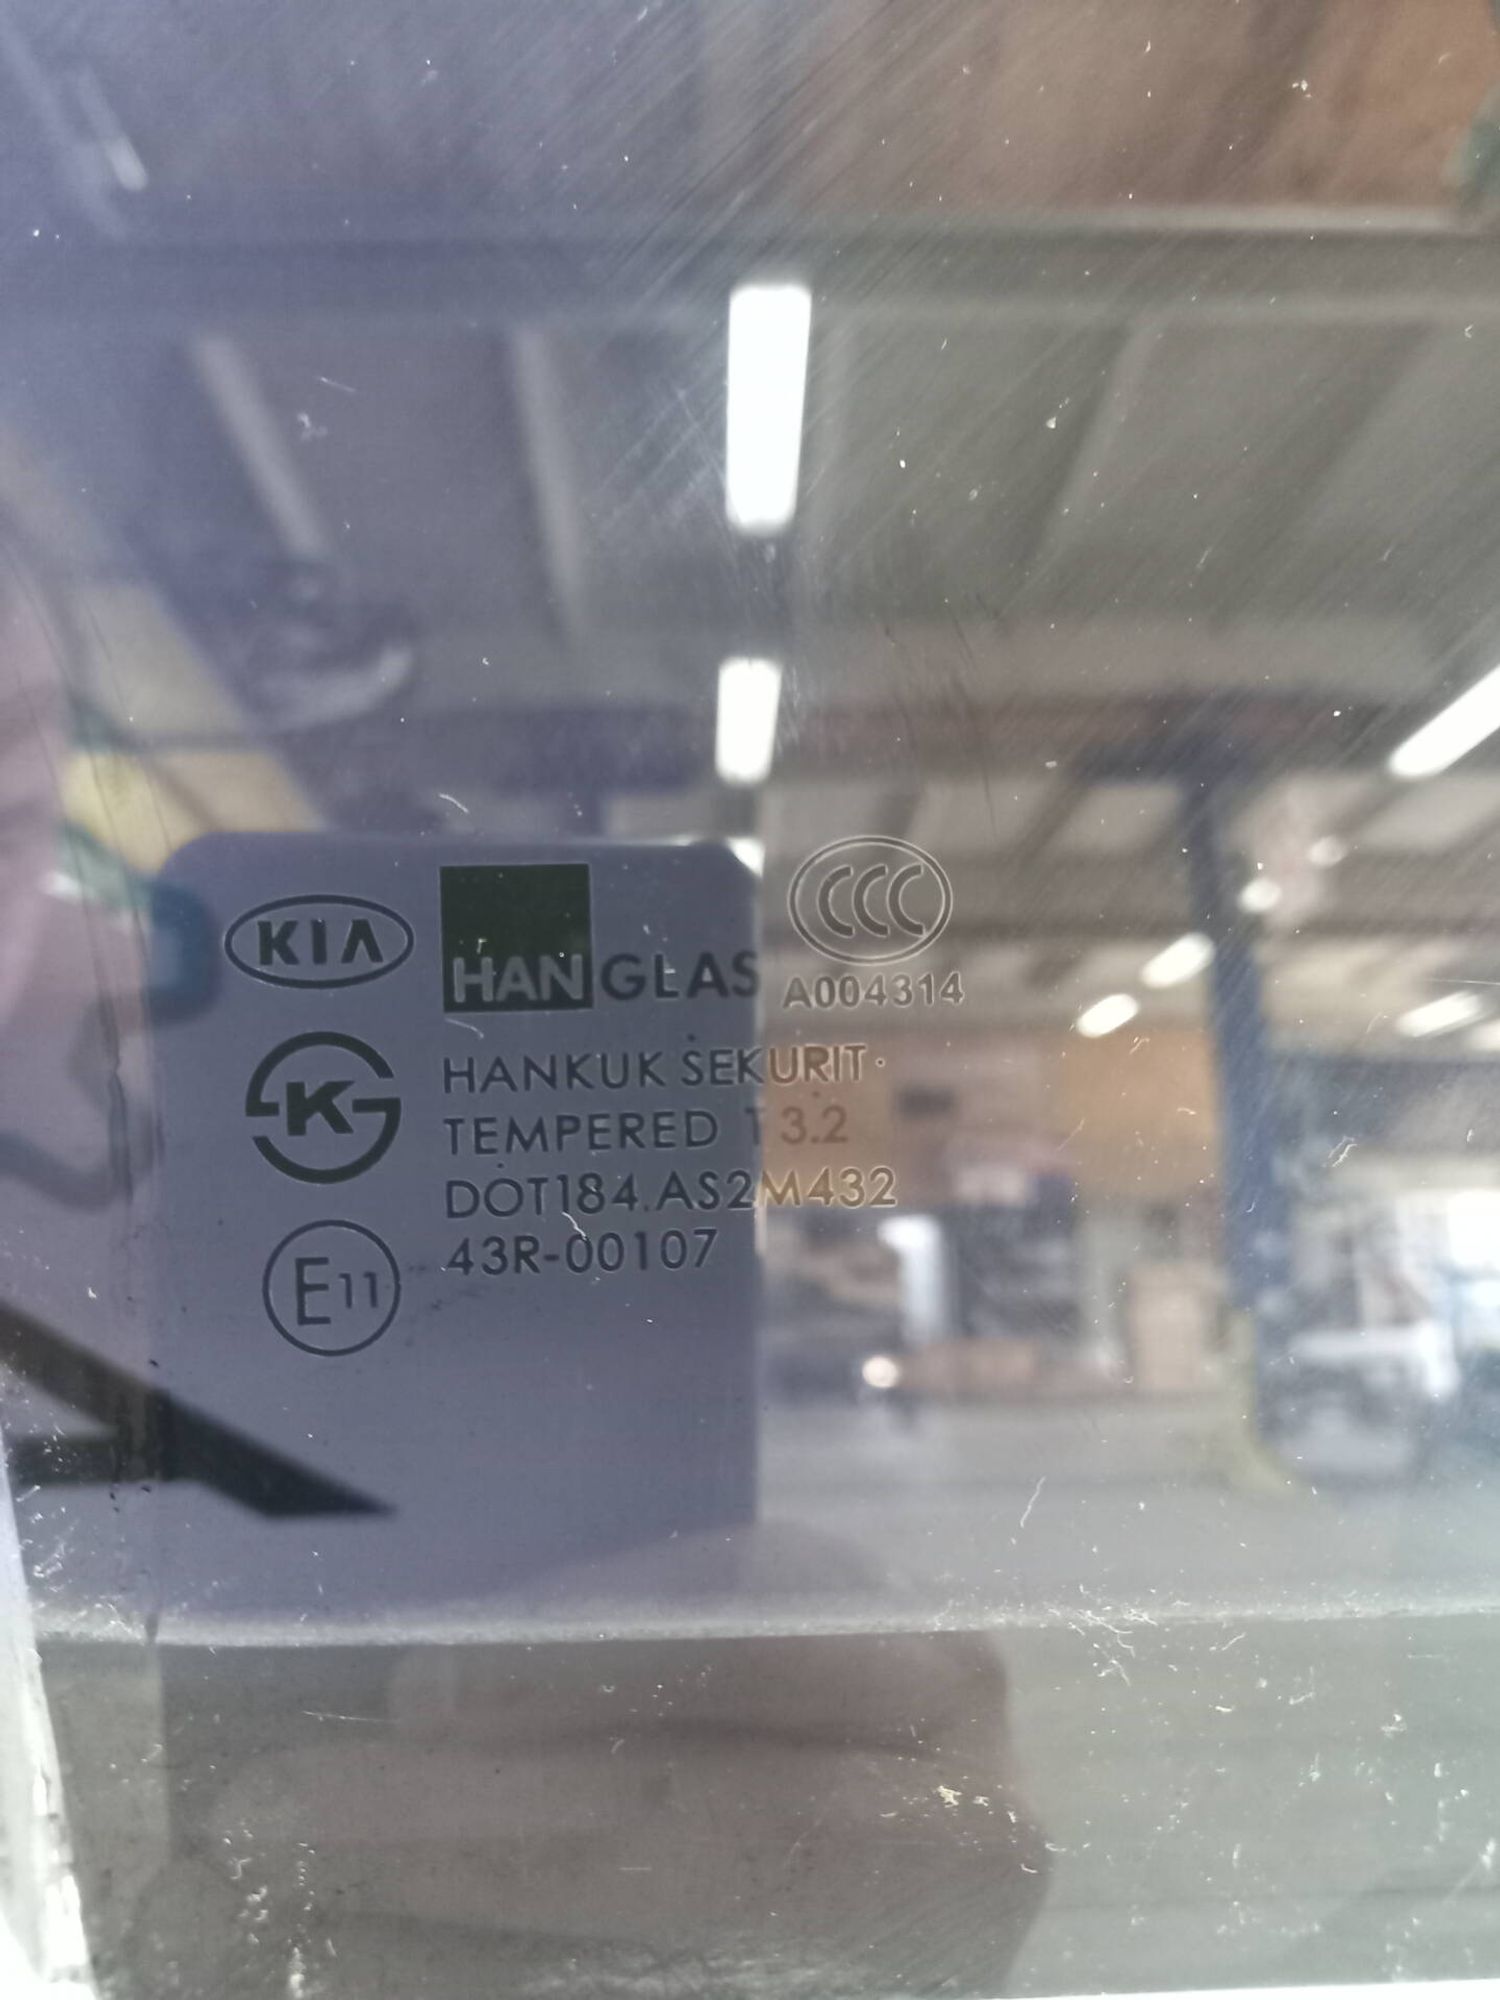 KIA
HANGLAS
CCC
A004314
K
HANKUK SEKURIT
TEMPERED T 3.2
DOT184.AS2M432
43R-00107
E11